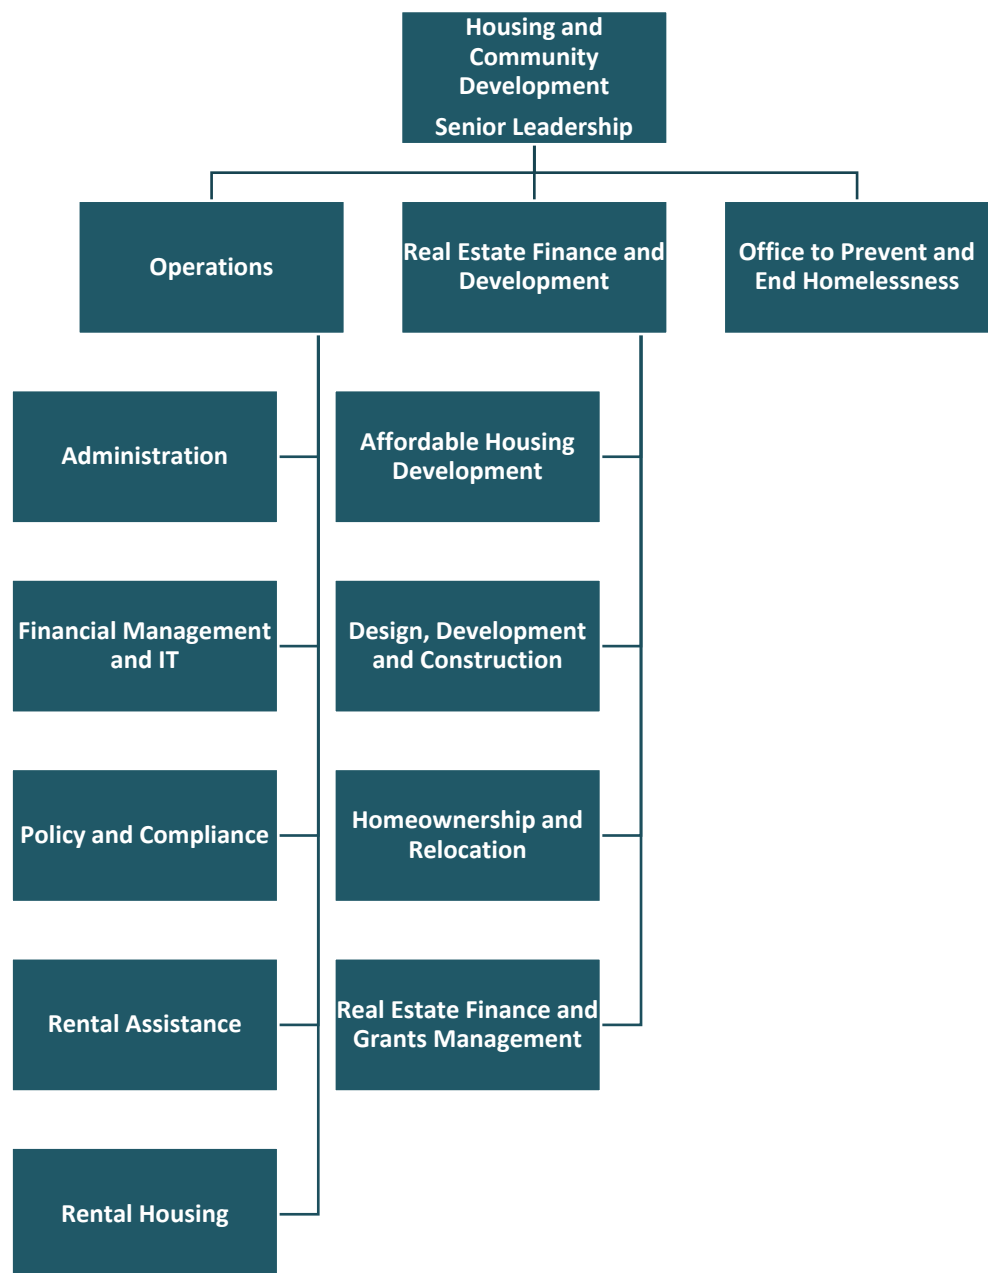 Housing and
Community
Development
Senior Leadership
Operations
Real Estate Finance and
Development
Office to Prevent and
End Homelessness
Administration
Affordable Housing
Development
Financial Management
and IT
Design, Development
and Construction
Policy and Compliance
Homeownership and
Relocation
Rental Assistance
Real Estate Finance and
Grants Management
Rental Housing